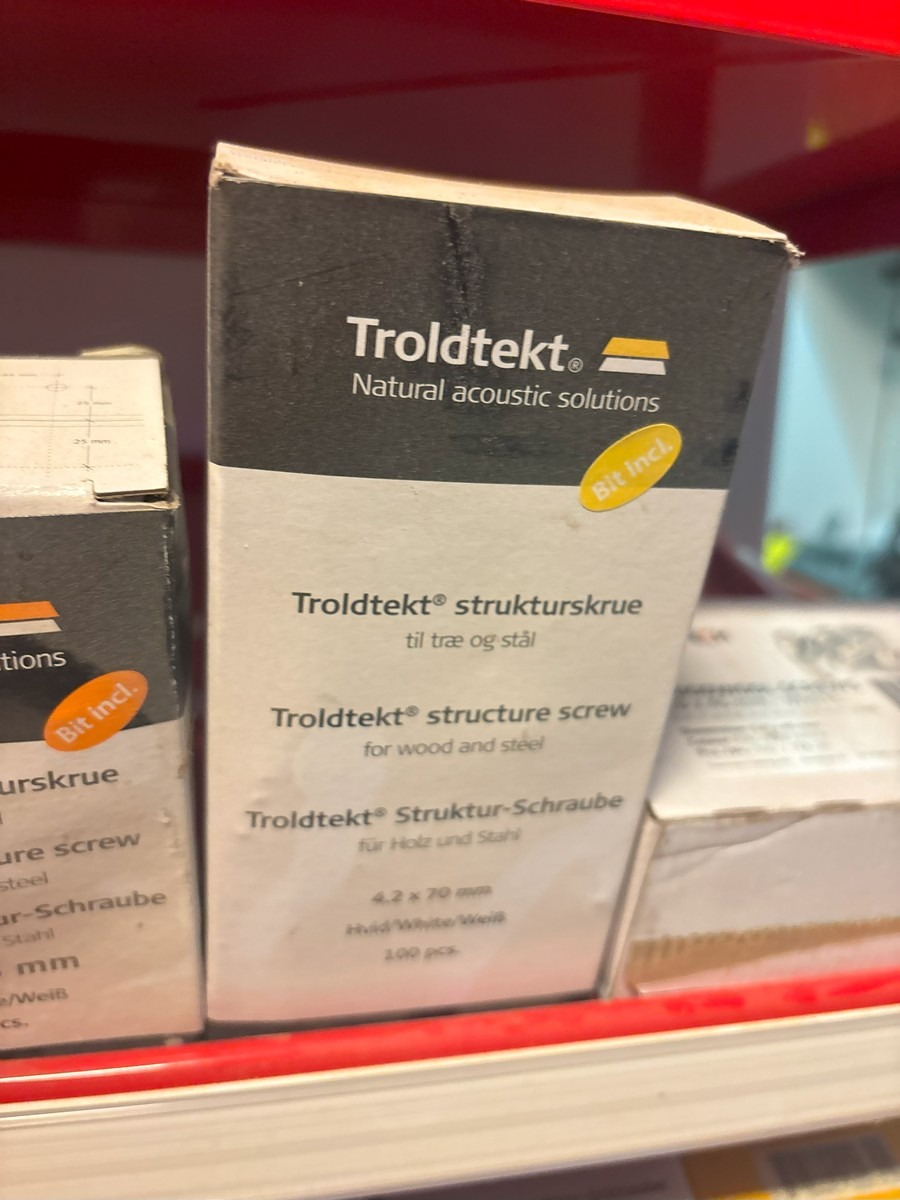 Troldtekt®
Natural acoustic solutions
Bit incl.
Troldtekt® strukturskrue
til træ og stål
Troldtekt® structure screw
for wood and steel
Troldtekt® Struktur-Schraube
für Holz und Stahl
4.2 x 70 mm
Hvid/White/Weiß
100 pcs.
25 mm
tions
Bit incl.
urskrue
ure screw
steel
ur-Schraube
Stahl
mm
e/Weiß
cs.